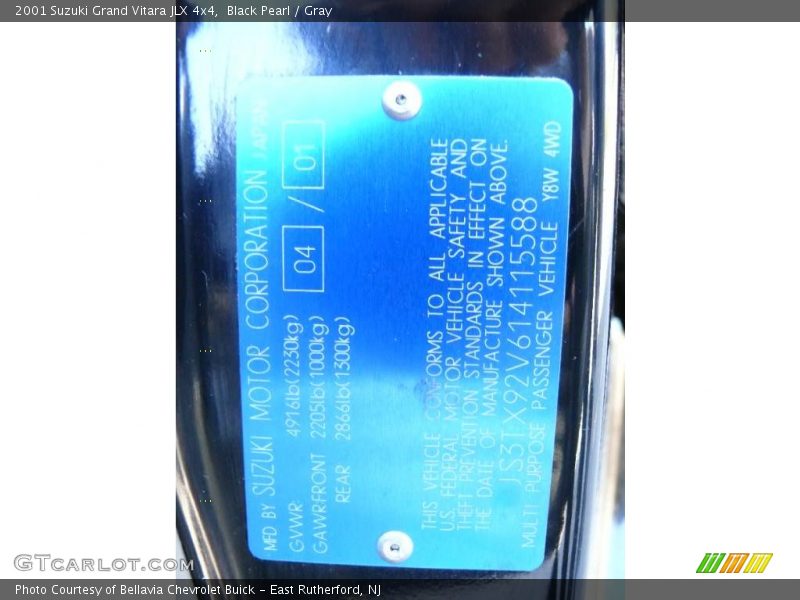 2001 Suzuki Grand Vitara JLX 4x4,  Black Pearl / Gray
MFD BY SUZUKI MOTOR CORPORATION JAPAN
GVWR 4916lb(2230kg) 04 / 01
GAWR:FRONT 2205lb(1000kg)
REAR 2866lb(1300kg)
THIS VEHICLE CONFORMS TO ALL APPLICABLE
U.S. FEDERAL MOTOR VEHICLE SAFETY AND
THEFT PREVENTION STANDARDS IN EFFECT ON
THE DATE OF MANUFACTURE SHOWN ABOVE.
JS3TX92V614115588
MULTI PURPOSE PASSENGER VEHICLE Y8W 4WD
GTCarLot.com
Photo Courtesy of Bellavia Chevrolet Buick – East Rutherford, NJ